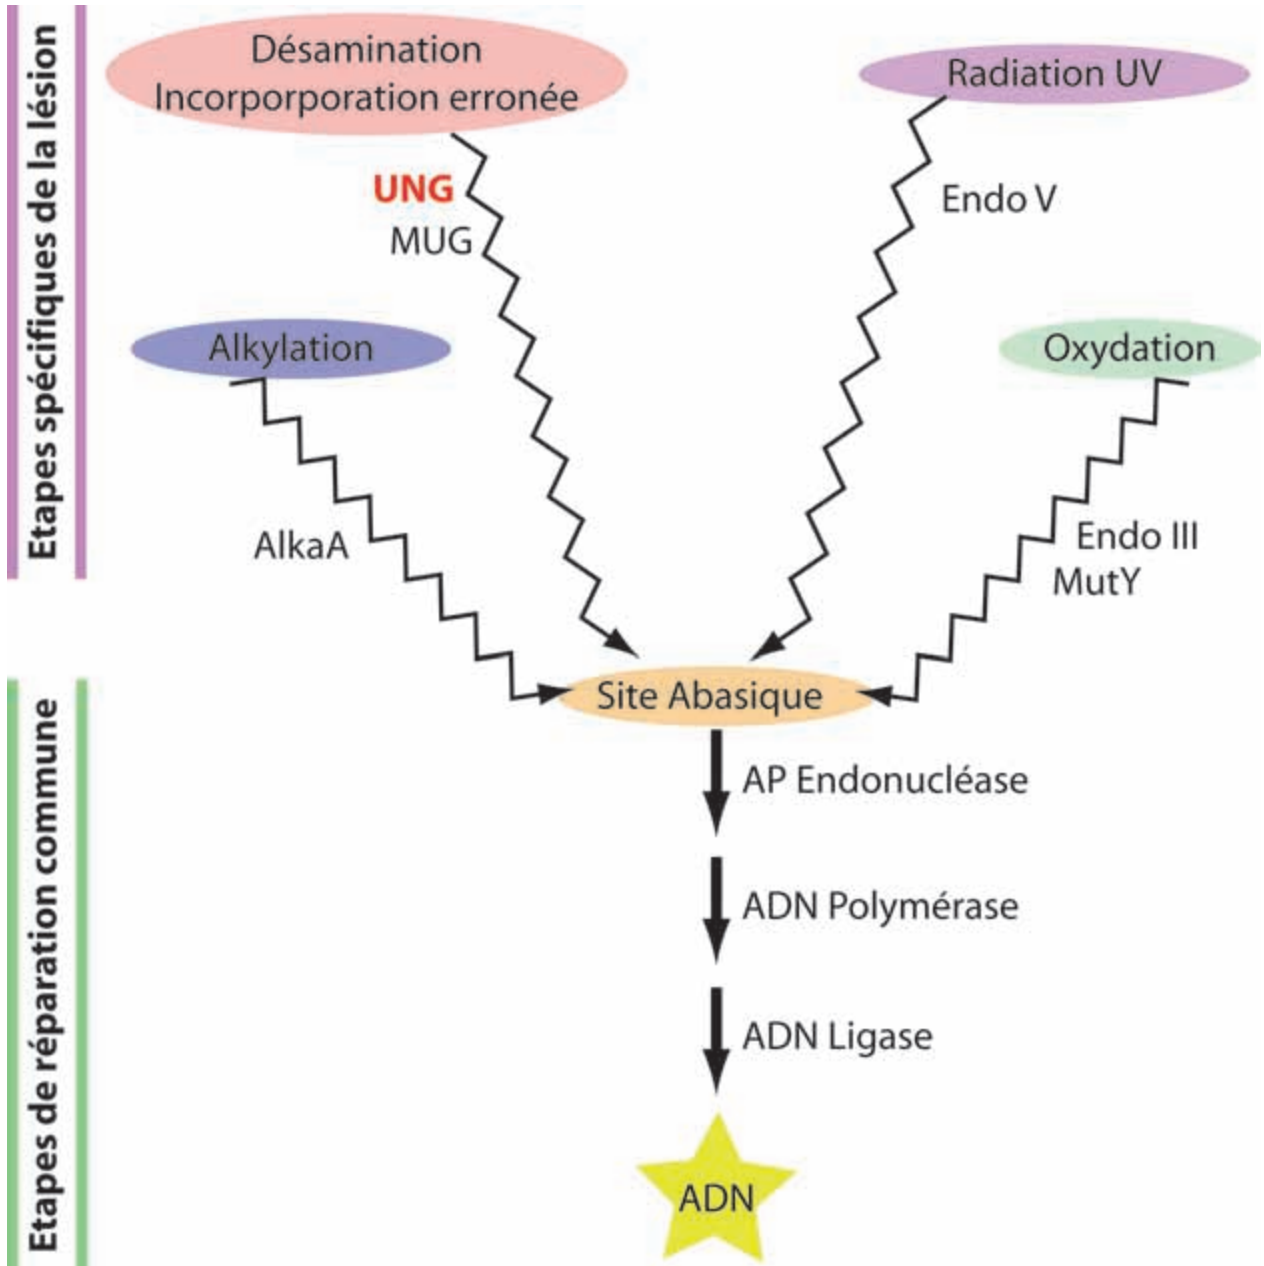 Etapes spécifiques de la lésion
Désamination
Incorporporation erronée
Radiation UV
UNG
MUG
Endo V
Alkylation
Oxydation
AlkaA
Endo III
MutY
Etapes de réparation commune
Site Abasique
AP Endonucléase
ADN Polymérase
ADN Ligase
ADN